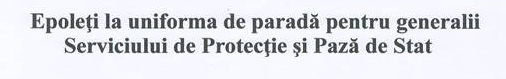 Epoleţi la uniforma de paradă pentru generalii
Serviciului de Protecţie şi Pază de Stat